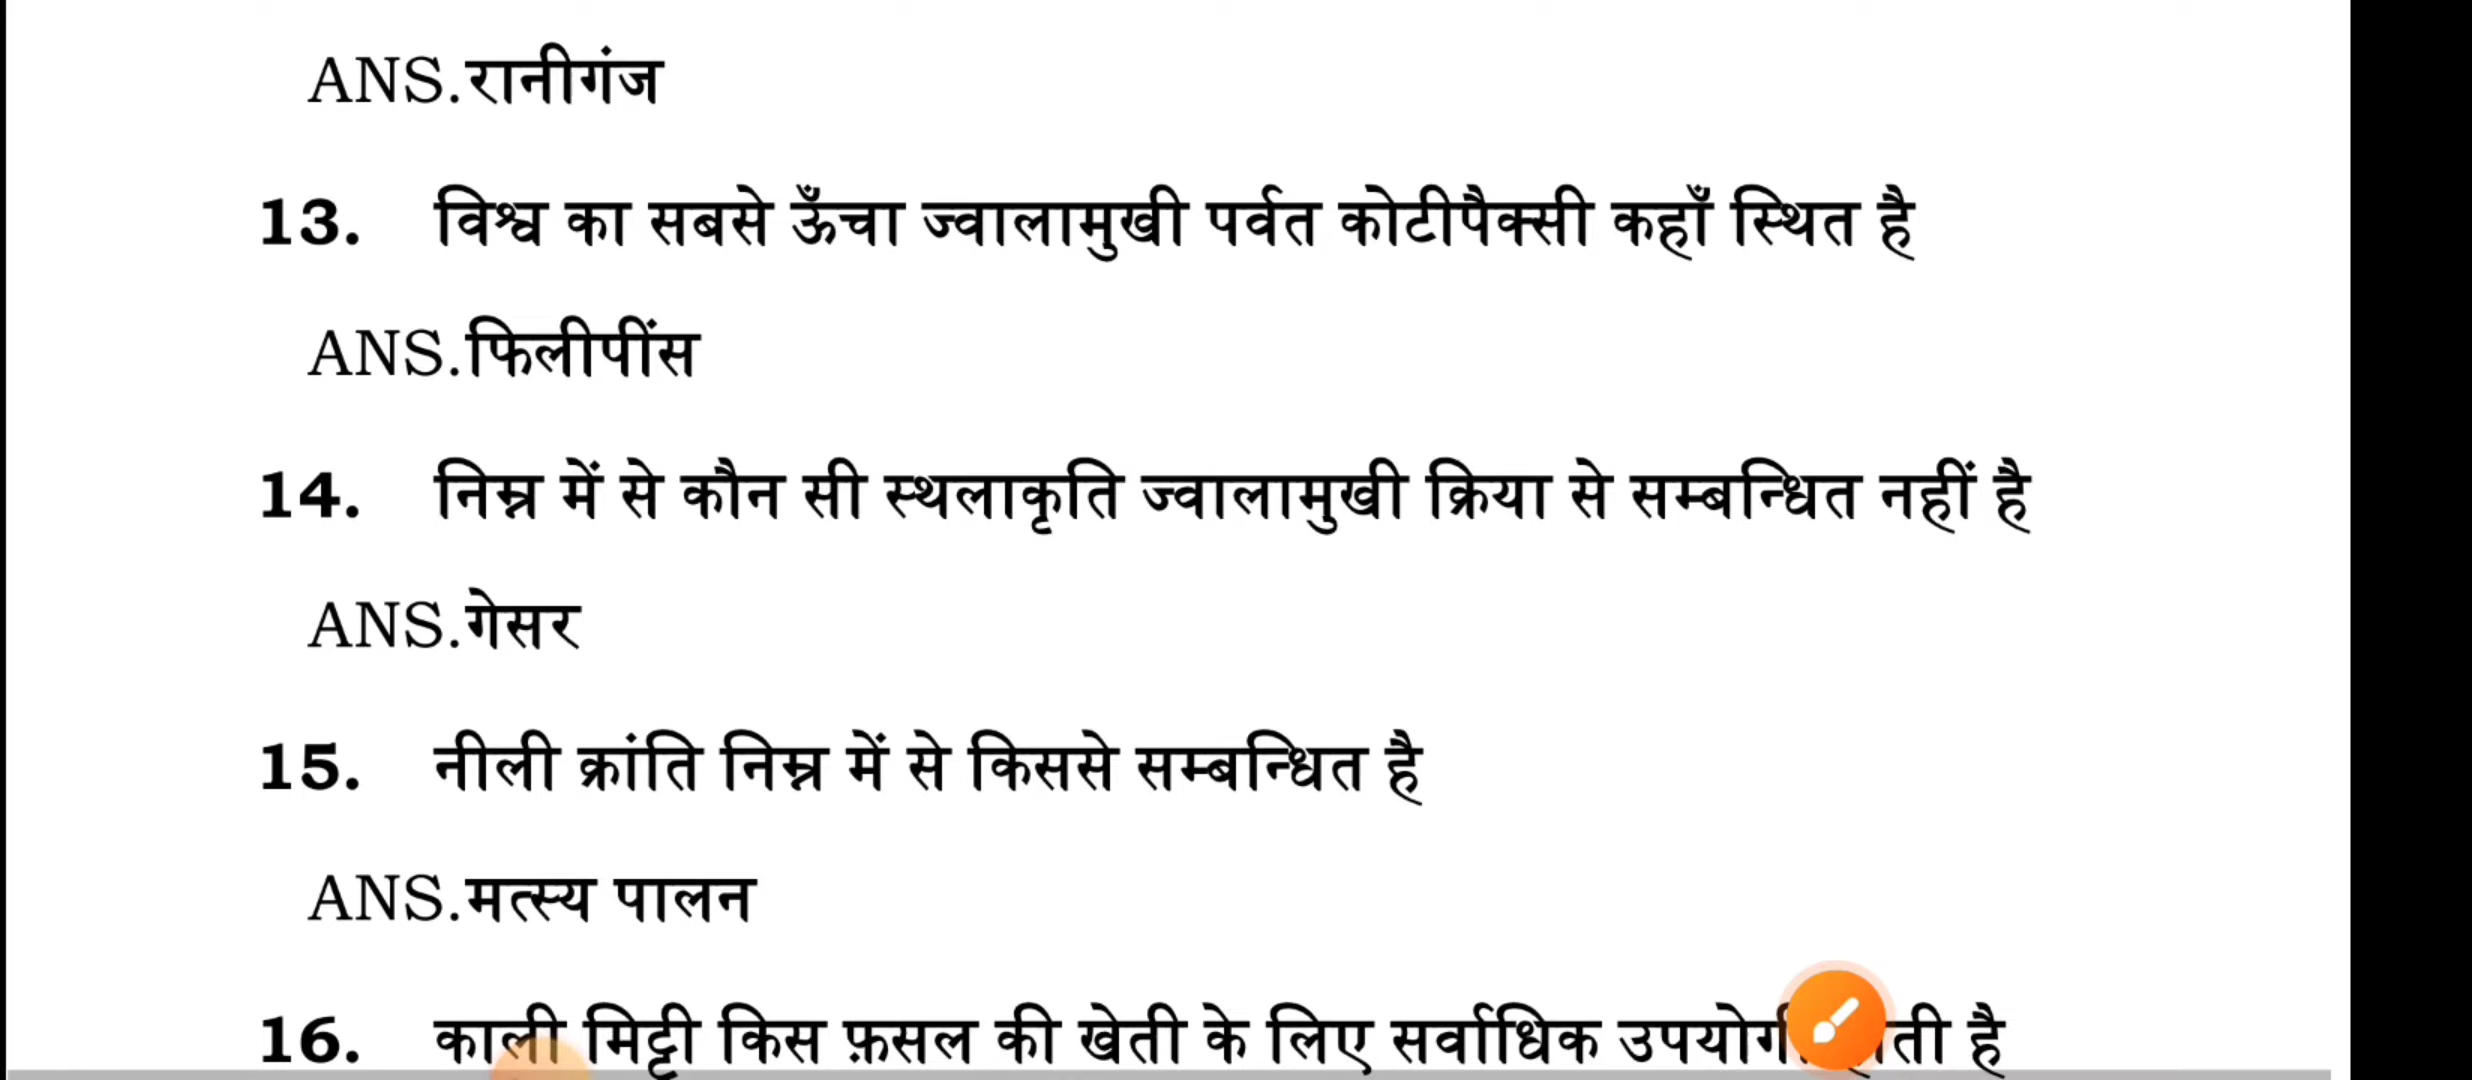 ANS.रानीगंज
13. विश्व का सबसे ऊँचा ज्वालामुखी पर्वत कोटीपैक्सी कहाँ स्थित है
ANS.फिलीपींस
14. निम्न में से कौन सी स्थलाकृति ज्वालामुखी क्रिया से सम्बन्धित नहीं है
ANS.गेसर
15. नीली क्रांति निम्न में से किससे सम्बन्धित है
ANS.मत्स्य पालन
16. काली मिट्टी किस फ़सल की खेती के लिए सर्वाधिक है